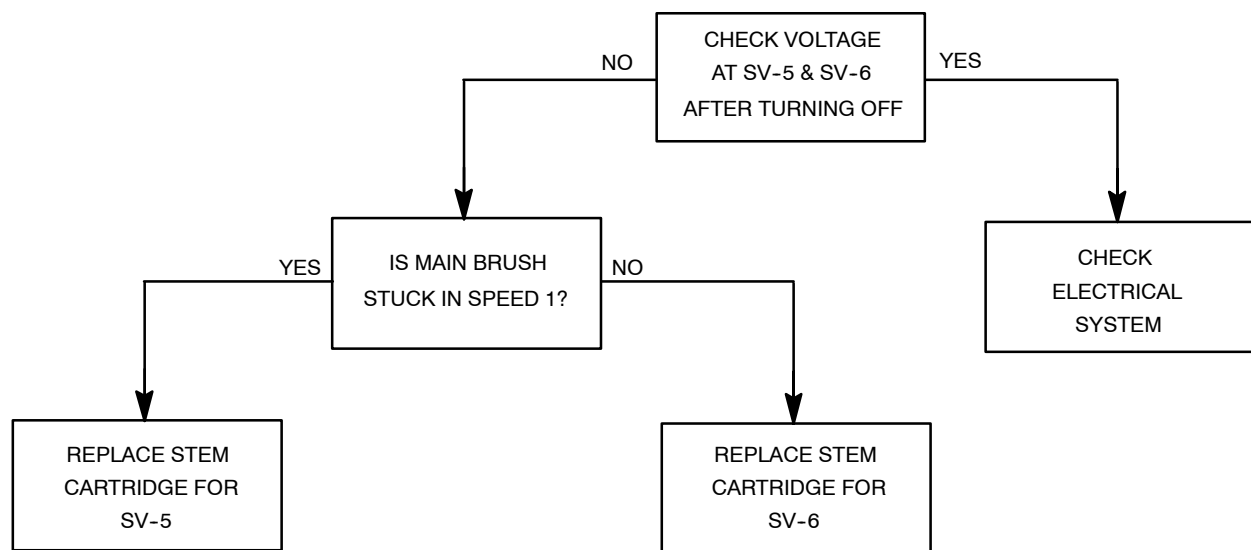 CHECK VOLTAGE
AT SV-5 & SV-6
AFTER TURNING OFF
NO
YES
IS MAIN BRUSH
STUCK IN SPEED 1?
YES
NO
CHECK
ELECTRICAL
SYSTEM
REPLACE STEM
CARTRIDGE FOR
SV-5
REPLACE STEM
CARTRIDGE FOR
SV-6